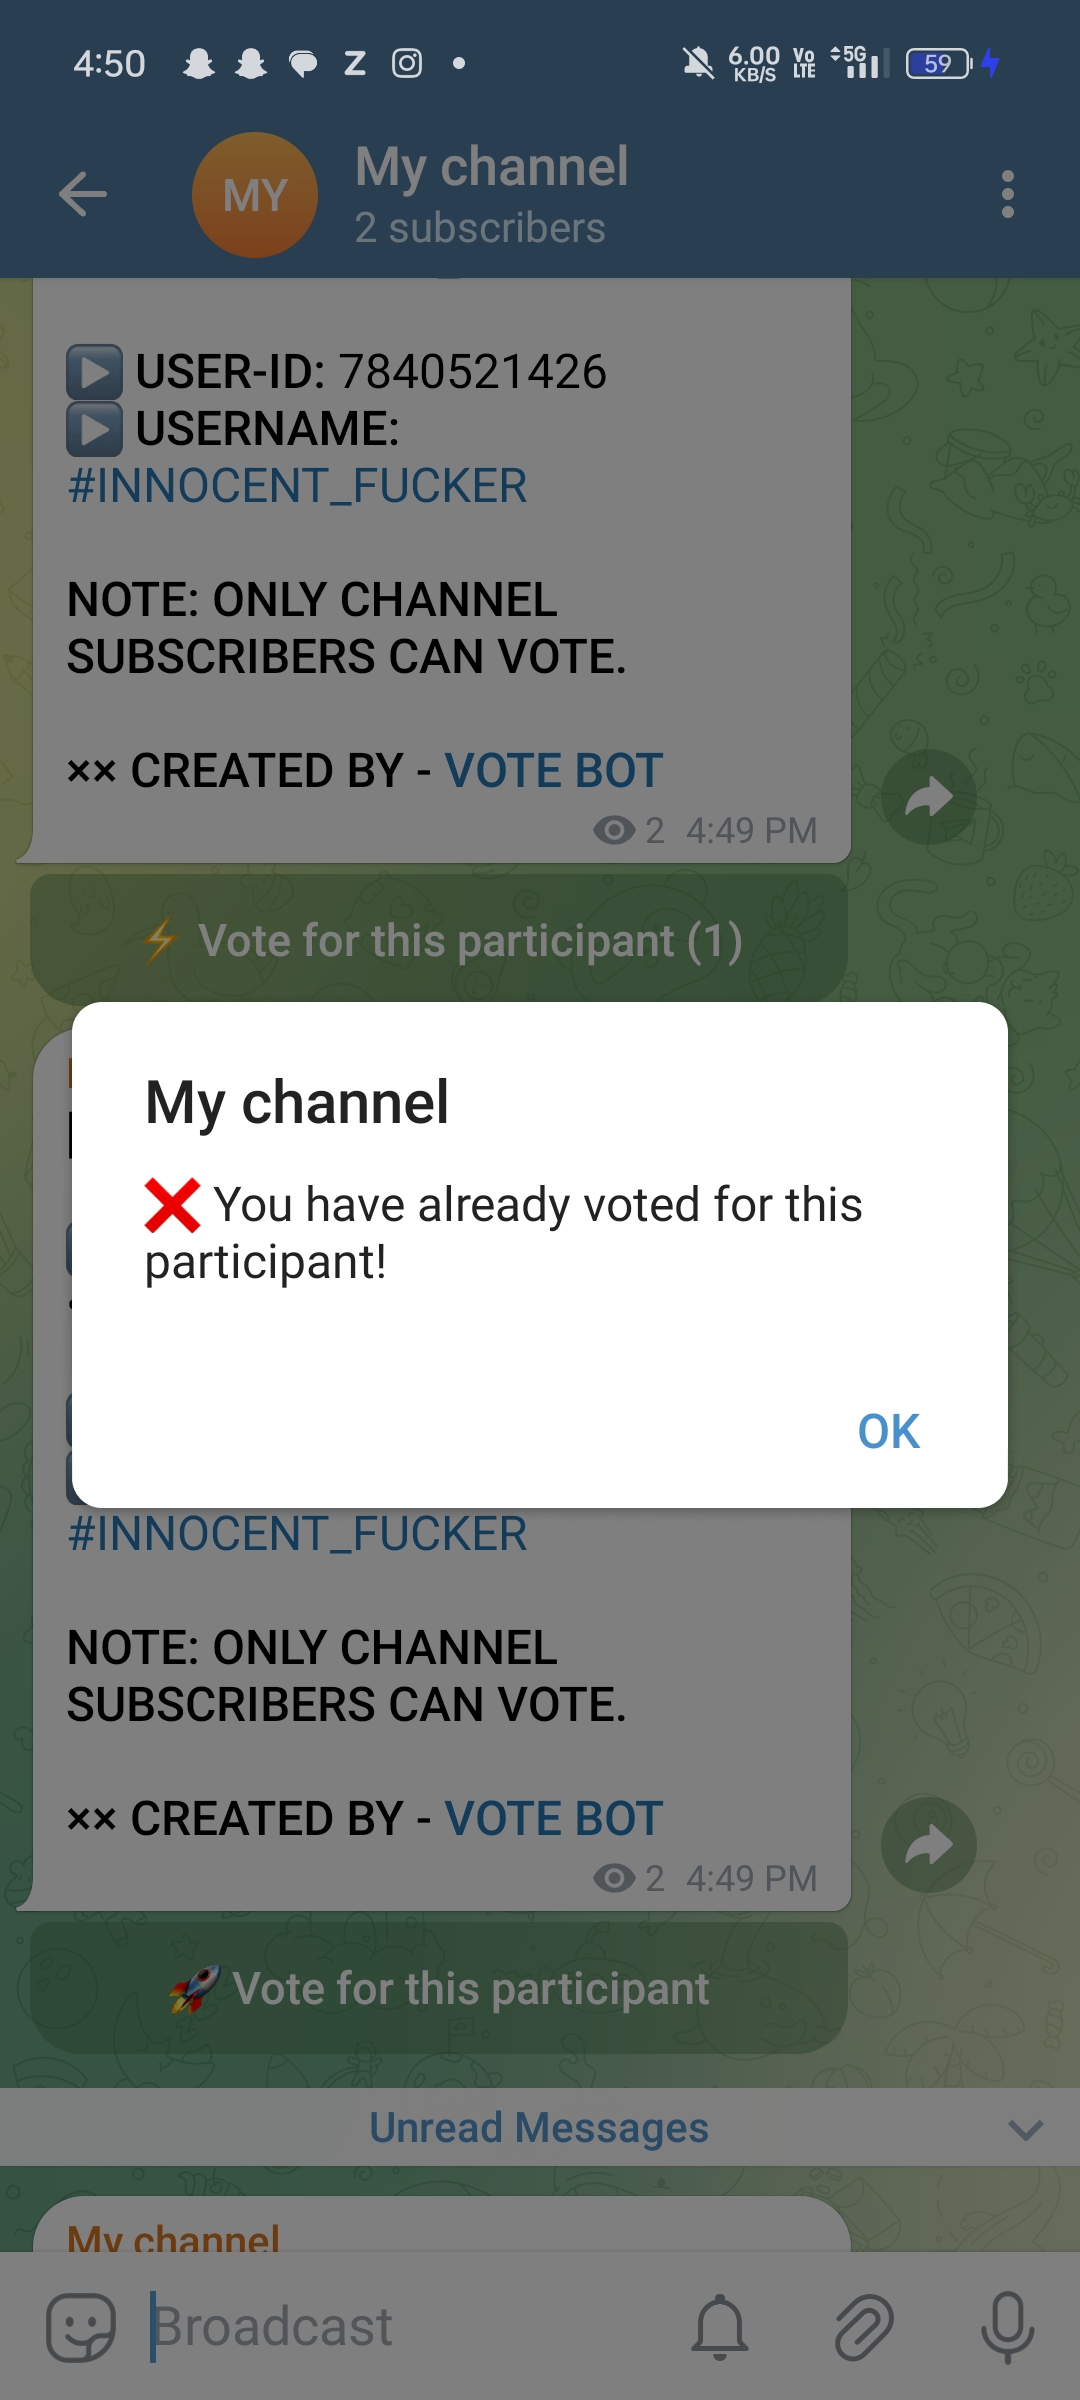 4:50 Z 6.00 KB/S Vo LTE 5G 59
MY
My channel
2 subscribers
USER-ID: 7840521426
USERNAME:
#INNOCENT_FUCKER
NOTE: ONLY CHANNEL
SUBSCRIBERS CAN VOTE.
×× CREATED BY - VOTE BOT
2 4:49 PM
⚡ Vote for this participant (1)
My channel
❌ You have already voted for this
participant!
OK
#INNOCENT_FUCKER
NOTE: ONLY CHANNEL
SUBSCRIBERS CAN VOTE.
×× CREATED BY - VOTE BOT
2 4:49 PM
🚀 Vote for this participant
Unread Messages
My channel
Broadcast